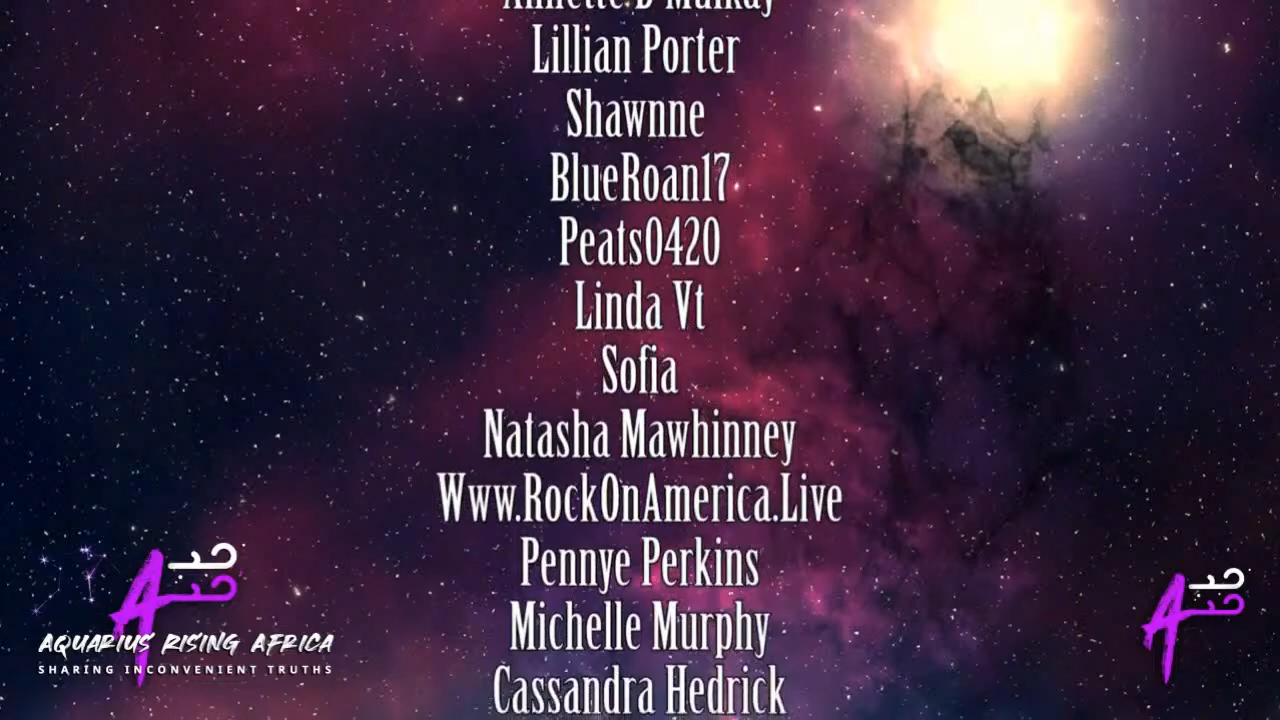 Lillian Porter
Shawnne
BlueRoan17
Peats0420
Linda Vt
Sofia
Natasha Mawhinney
Www.RockOnAmerica.Live
Pennye Perkins
Michelle Murphy
Cassandra Hedrick
AQUARIUS RISING AFRICA
SHARING INCONVENIENT TRUTHS